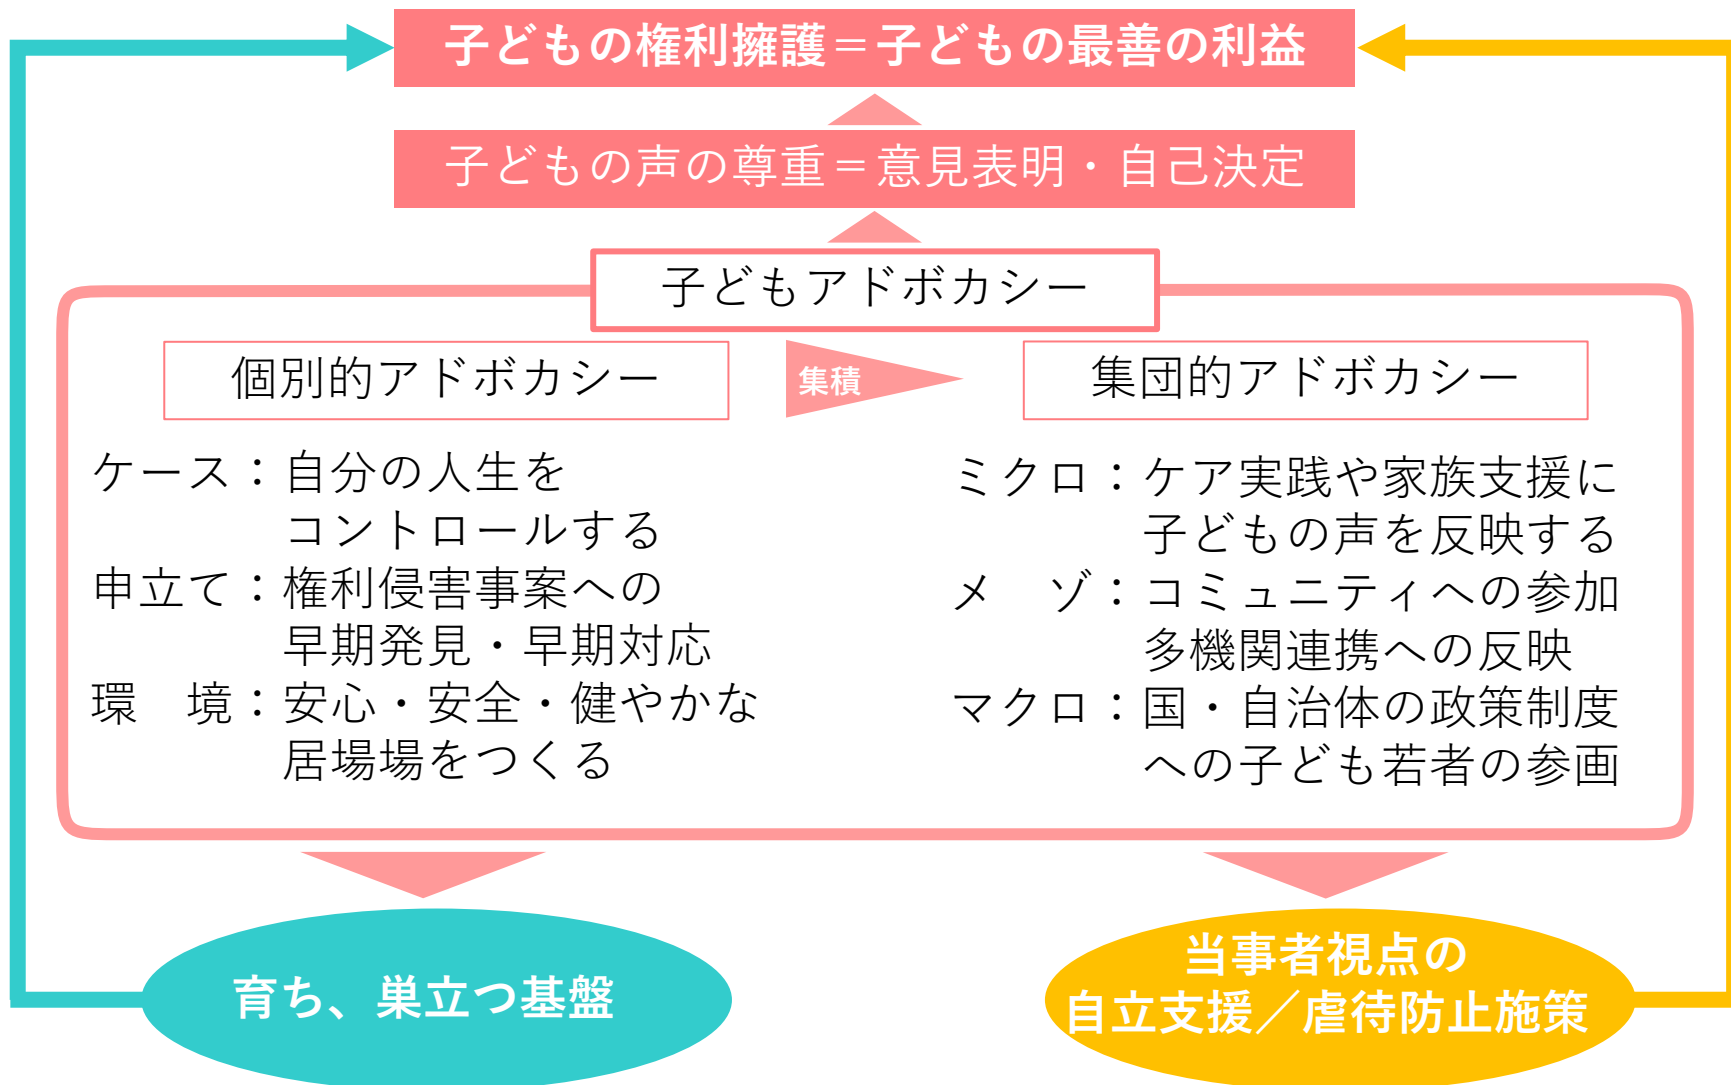 子どもの権利擁護＝子どもの最善の利益
子どもの声の尊重＝意見表明・自己決定
子どもアドボカシー
個別的アドボカシー
集積
集団的アドボカシー
ケース：自分の人生を
コントロールする
申立て：権利侵害事案への
早期発見・早期対応
環　境：安心・安全・健やかな
居場場をつくる
ミクロ：ケア実践や家族支援に
子どもの声を反映する
メ　ゾ：コミュニティへの参加
多機関連携への反映
マクロ：国・自治体の政策制度
への子ども若者の参画
育ち、巣立つ基盤
当事者視点の
自立支援／虐待防止施策